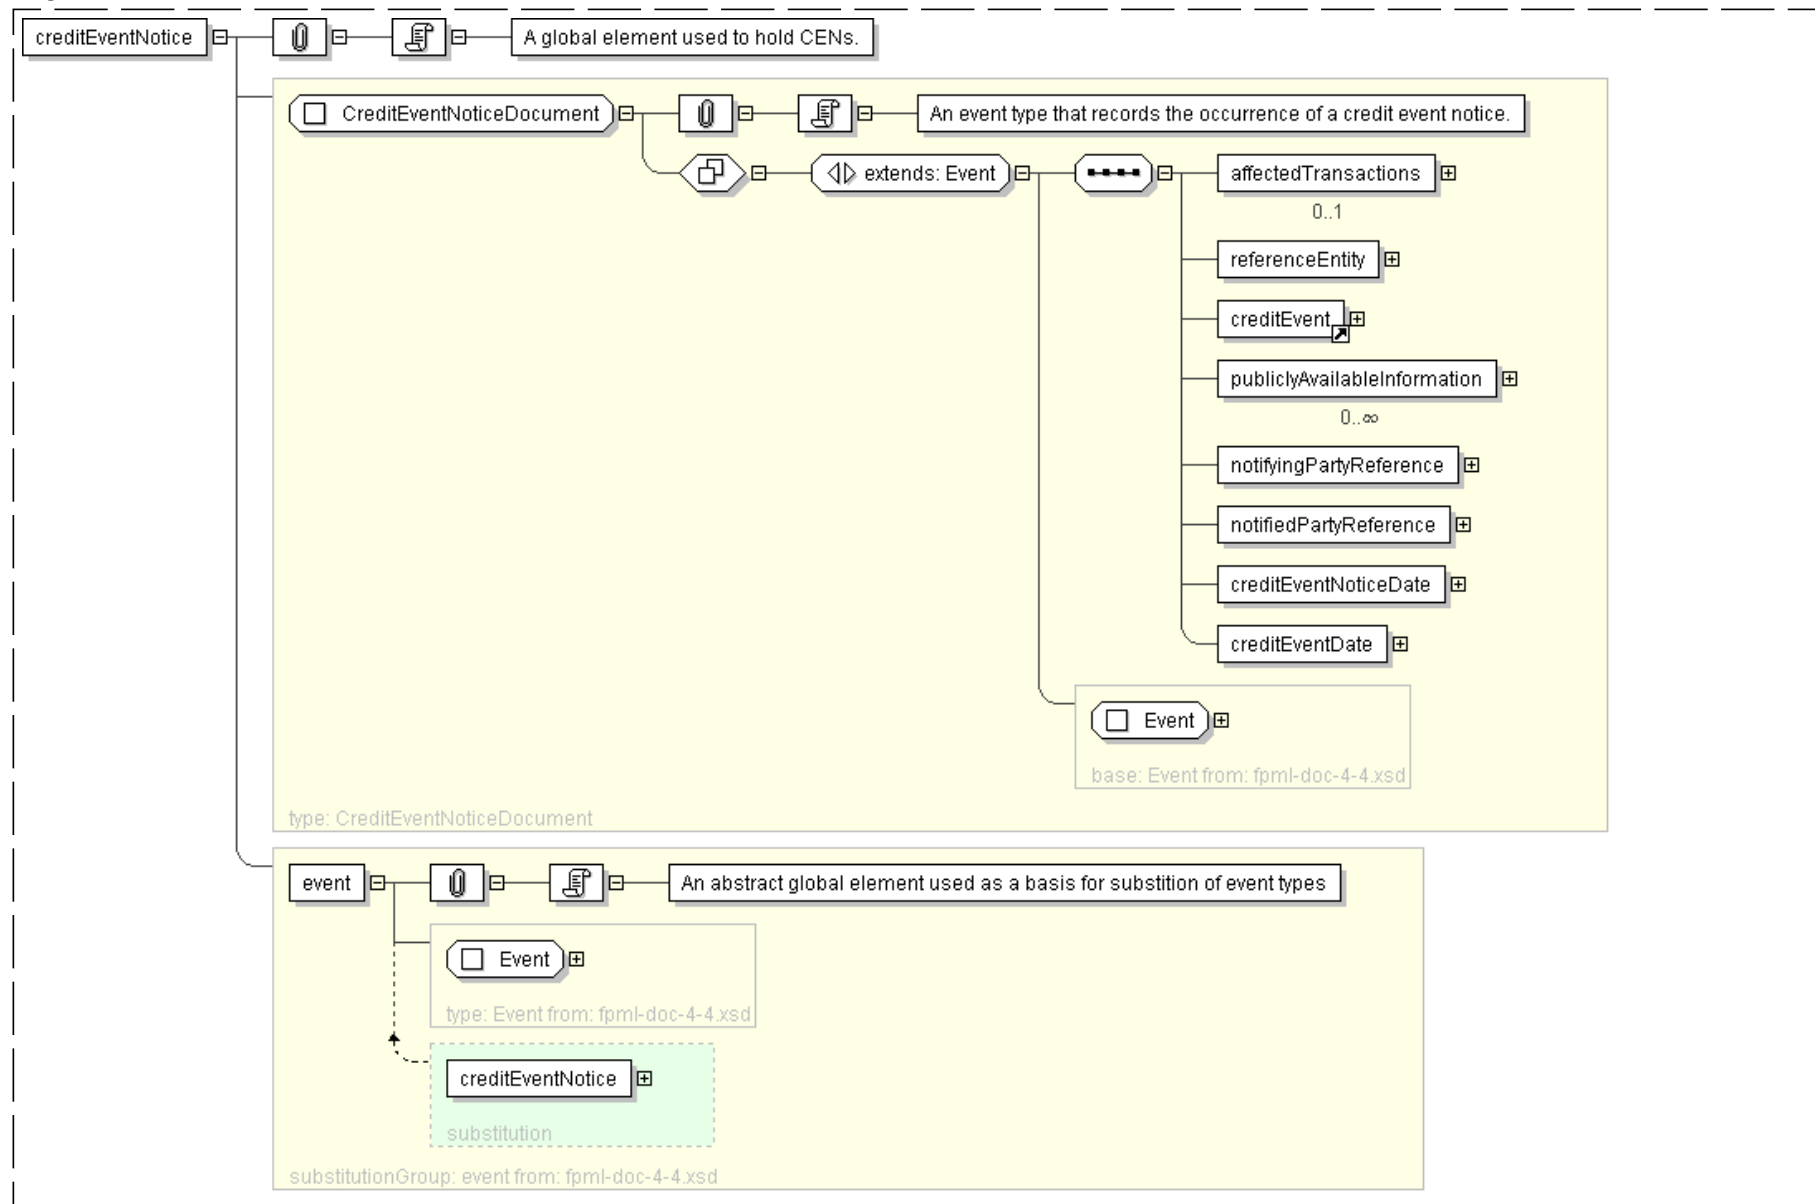 creditEventNotice
A global element used to hold CENs.
CreditEventNoticeDocument
An event type that records the occurrence of a credit event notice.
extends: Event
affectedTransactions
0..1
referenceEntity
creditEvent
publiclyAvailableInformation
0..∞
notifyingPartyReference
notifiedPartyReference
creditEventNoticeDate
creditEventDate
Event
base: Event from: fpml-doc-4-4.xsd
type: CreditEventNoticeDocument
event
An abstract global element used as a basis for substition of event types
Event
type: Event from: fpml-doc-4-4.xsd
creditEventNotice
substitution
substitutionGroup: event from: fpml-doc-4-4.xsd